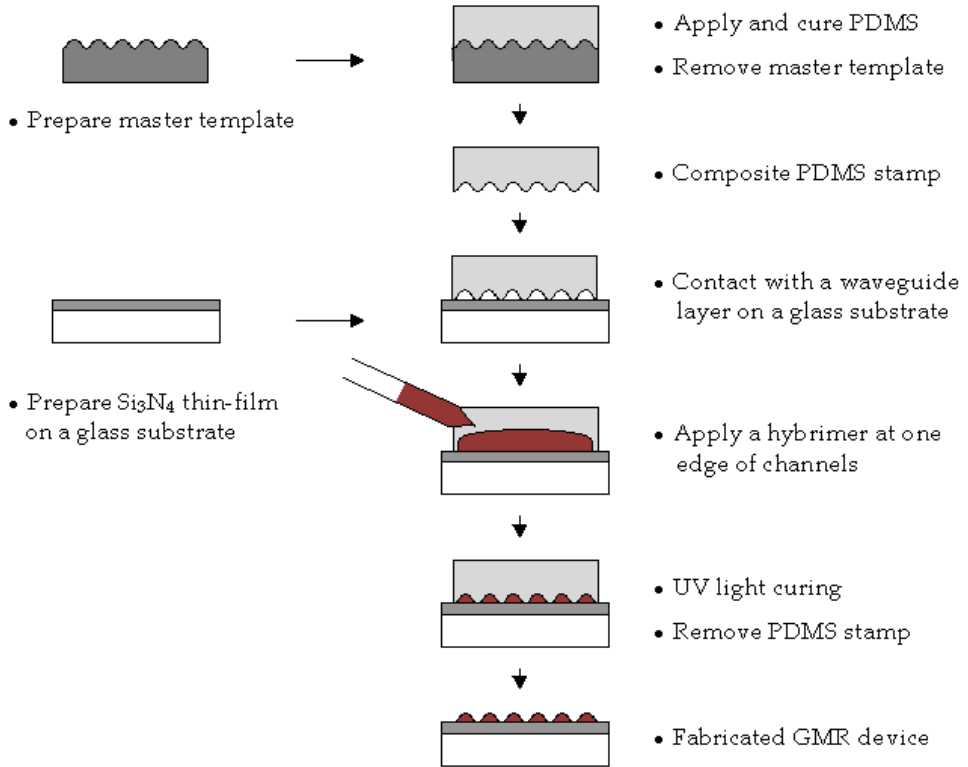 • Apply and cure PDMS
• Remove master template
• Prepare master template
• Composite PDMS stamp
• Contact with a waveguide
layer on a glass substrate
• Prepare Si₃N₄ thin-film
on a glass substrate
• Apply a hybrimer at one
edge of channels
• UV light curing
• Remove PDMS stamp
• Fabricated GMR device